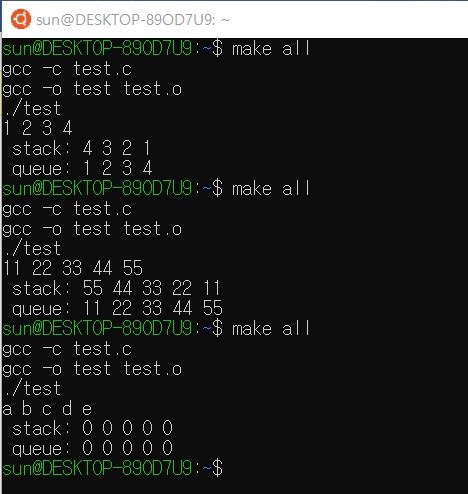 sun@DESKTOP-89OD7U9: ~
sun@DESKTOP-89OD7U9:~$ make all
gcc -c test.c
gcc -o test test.o
./test
1 2 3 4
 stack: 4 3 2 1
 queue: 1 2 3 4
sun@DESKTOP-89OD7U9:~$ make all
gcc -c test.c
gcc -o test test.o
./test
11 22 33 44 55
 stack: 55 44 33 22 11
 queue: 11 22 33 44 55
sun@DESKTOP-89OD7U9:~$ make all
gcc -c test.c
gcc -o test test.o
./test
a b c d e
 stack: 0 0 0 0 0
 queue: 0 0 0 0 0
sun@DESKTOP-89OD7U9:~$